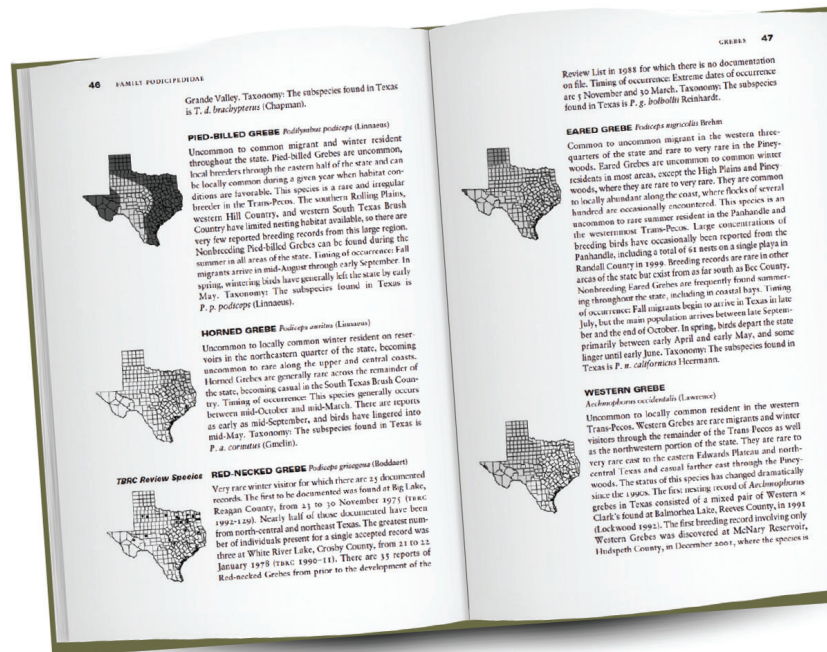 46 FAMILY PODICIPEDIDAE
Grande Valley. Taxonomy: The subspecies found in Texas
is T. d. brachypterus (Chapman).
PIED-BILLED GREBE Podilymbus podiceps (Linnaeus)
Uncommon to common migrant and winter resident
throughout the state. Pied-billed Grebes are uncommon,
local breeders through the eastern half of the state and can
be locally common during a given year when habitat con-
ditions are favorable. This species is a rare and irregular
breeder in the Trans-Pecos. The southern Rolling Plains,
western Hill Country, and western South Texas Brush
Country have limited nesting habitat available, so there are
very few reported breeding records from this large region.
Nonbreeding Pied-billed Grebes can be found during the
summer in all areas of the state. Timing of occurrence: Fall
migrants arrive in mid-August through early September. In
spring, wintering birds have generally left the state by early
May. Taxonomy: The subspecies found in Texas is
P. p. podiceps (Linnaeus).
HORNED GREBE Podiceps auritus (Linnaeus)
Uncommon to locally common winter resident on reser-
voirs in the northeastern quarter of the state, becoming
uncommon to rare along the upper and central coasts.
Horned Grebes are generally rare across the remainder of
the state, becoming casual in the South Texas Brush Coun-
try. Timing of occurrence: This species generally occurs
between mid-October and mid-March. There are reports
as early as mid-September, and birds have lingered into
mid-May. Taxonomy: The subspecies found in Texas is
P. a. cornutus (Gmelin).
TBRC Review Species
RED-NECKED GREBE Podiceps grisegena (Boddaert)
Very rare winter visitor for which there are 25 documented
records. The first to be documented was found at Big Lake,
Reagan County, from 23 to 30 November 1975 (TBRC
1992-129). Nearly half of those documented have been
from north-central and northeast Texas. The greatest num-
ber of individuals present for a single accepted record was
three at White River Lake, Crosby County, from 21 to 22
January 1978 (TBRC 1990-11). There are 35 reports of
Red-necked Grebes from prior to the development of the
GREBES 47
Review List in 1988 for which there is no documentation
on file. Timing of occurrence: Extreme dates of occurrence
are 5 November and 30 March. Taxonomy: The subspecies
found in Texas is P. g. holbollii Reinhardt.
EARED GREBE Podiceps nigricollis Brehm
Common to uncommon migrant in the western three-
quarters of the state and rare to very rare in the Piney-
woods. Eared Grebes are uncommon to common winter
residents in most areas, except the High Plains and Piney-
woods, where they are rare to very rare. They are common
to locally abundant along the coast, where flocks of several
hundred are occasionally encountered. This species is an
uncommon to rare summer resident in the Panhandle and
the westernmost Trans-Pecos. Large concentrations of
breeding birds have occasionally been reported from the
Panhandle, including a total of 61 nests on a single playa in
Randall County in 1999. Breeding records are rare in other
areas of the state but exist from as far south as Bee County.
Nonbreeding Eared Grebes are frequently found summer-
ing throughout the state, including in coastal bays. Timing
of occurrence: Fall migrants begin to arrive in Texas in late
July, but the main population arrives between late Septem-
ber and the end of October. In spring, birds depart the state
primarily between early April and early May, and some
linger until early June. Taxonomy: The subspecies found in
Texas is P. n. californicus Heermann.
WESTERN GREBE
Aechmophorus occidentalis (Lawrence)
Uncommon to locally common resident in the western
Trans-Pecos. Western Grebes are rare migrants and winter
visitors through the remainder of the Trans Pecos as well
as the northwestern portion of the state. They are rare to
very rare east to the eastern Edwards Plateau and north-
central Texas and casual farther east through the Piney-
woods. The status of this species has changed dramatically
since the 1990s. The first nesting record of Aechmophorus
grebes in Texas consisted of a mixed pair of Western ×
Clark's found at Balmorhea Lake, Reeves County, in 1991
(Lockwood 1992). The first breeding record involving only
Western Grebes was discovered at McNary Reservoir,
Hudspeth County, in December 2001, where the species is